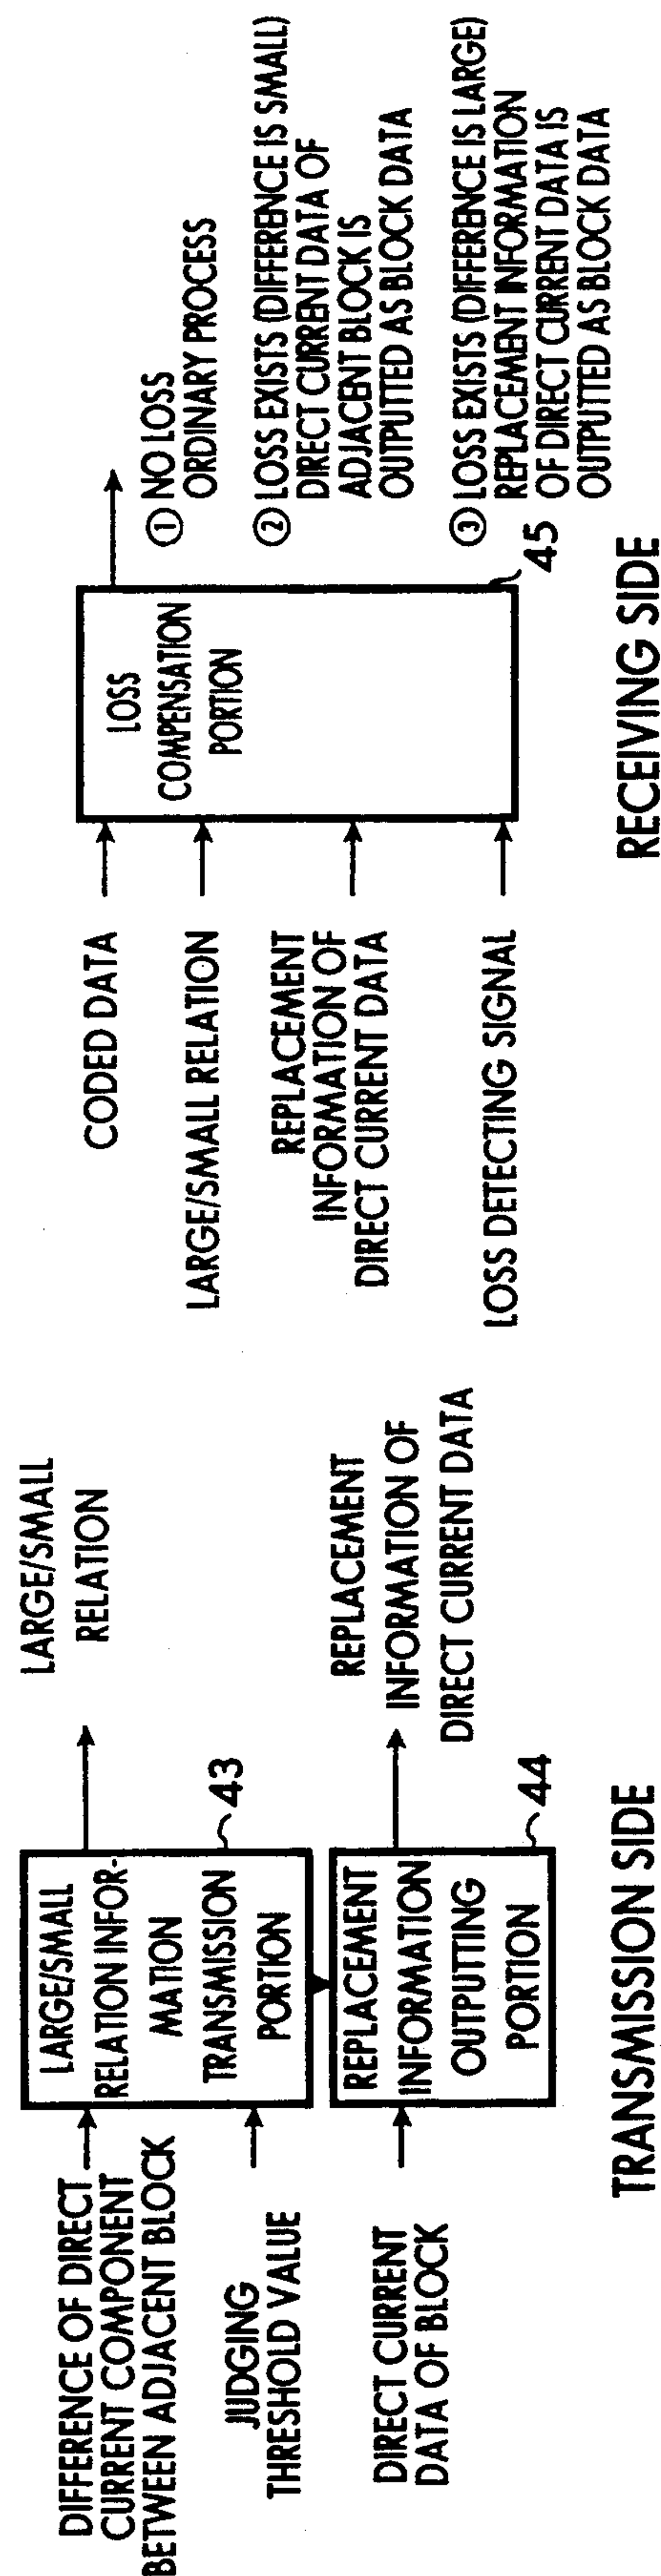 DIFFERENCE OF DIRECT
CURRENT COMPONENT
BETWEEN ADJACENT BLOCK
JUDGING
THRESHOLD VALUE
DIRECT CURRENT
DATA OF BLOCK
LARGE/SMALL
RELATION INFOR-
MATION
TRANSMISSION
PORTION
43
REPLACEMENT
INFORMATION
OUTPUTTING
PORTION
44
LARGE/SMALL
RELATION
REPLACEMENT
INFORMATION OF
DIRECT CURRENT DATA
TRANSMISSION SIDE
CODED DATA
LARGE/SMALL RELATION
REPLACEMENT
INFORMATION OF
DIRECT CURRENT DATA
LOSS DETECTING SIGNAL
LOSS
COMPENSATION
PORTION
45
① NO LOSS
ORDINARY PROCESS
② LOSS EXISTS (DIFFERENCE IS SMALL)
DIRECT CURRENT DATA OF
ADJACENT BLOCK IS
OUTPUTTED AS BLOCK DATA
③ LOSS EXISTS (DIFFERENCE IS LARGE)
REPLACEMENT INFORMATION
OF DIRECT CURRENT DATA IS
OUTPUTTED AS BLOCK DATA
RECEIVING SIDE